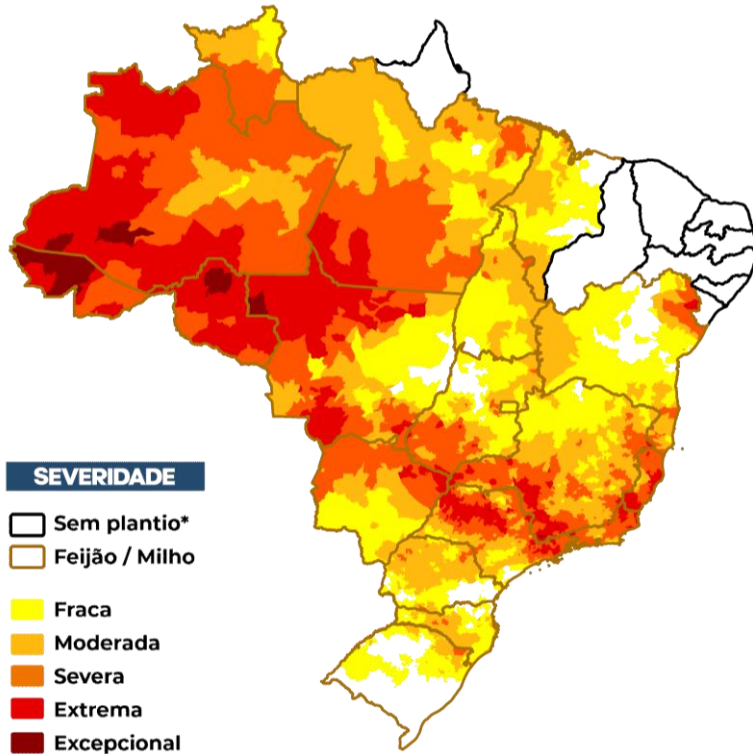 SEVERIDADE
Sem plantio*
Feijão / Milho
Fraca
Moderada
Severa
Extrema
Excepcional